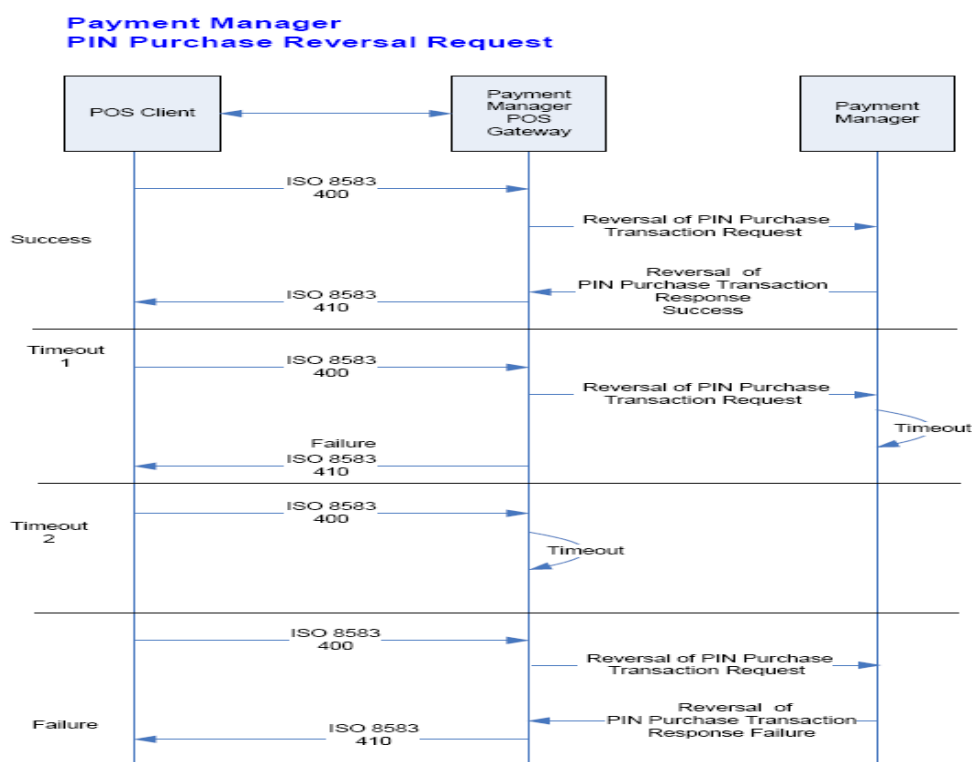 Payment Manager
PIN Purchase Reversal Request
POS Client
Payment
Manager
POS
Gateway
Payment
Manager
ISO 8583
400
Reversal of PIN Purchase
Transaction Request
Success
Reversal of
PIN Purchase Transaction
Response
Success
ISO 8583
410
Timeout
1
ISO 8583
400
Reversal of PIN Purchase
Transaction Request
Timeout
Failure
ISO 8583
410
ISO 8583
400
Timeout
2
Timeout
ISO 8583
400
Reversal of PIN Purchase
Transaction Request
Failure
Reversal of
PIN Purchase Transaction
Response Failure
ISO 8583
410